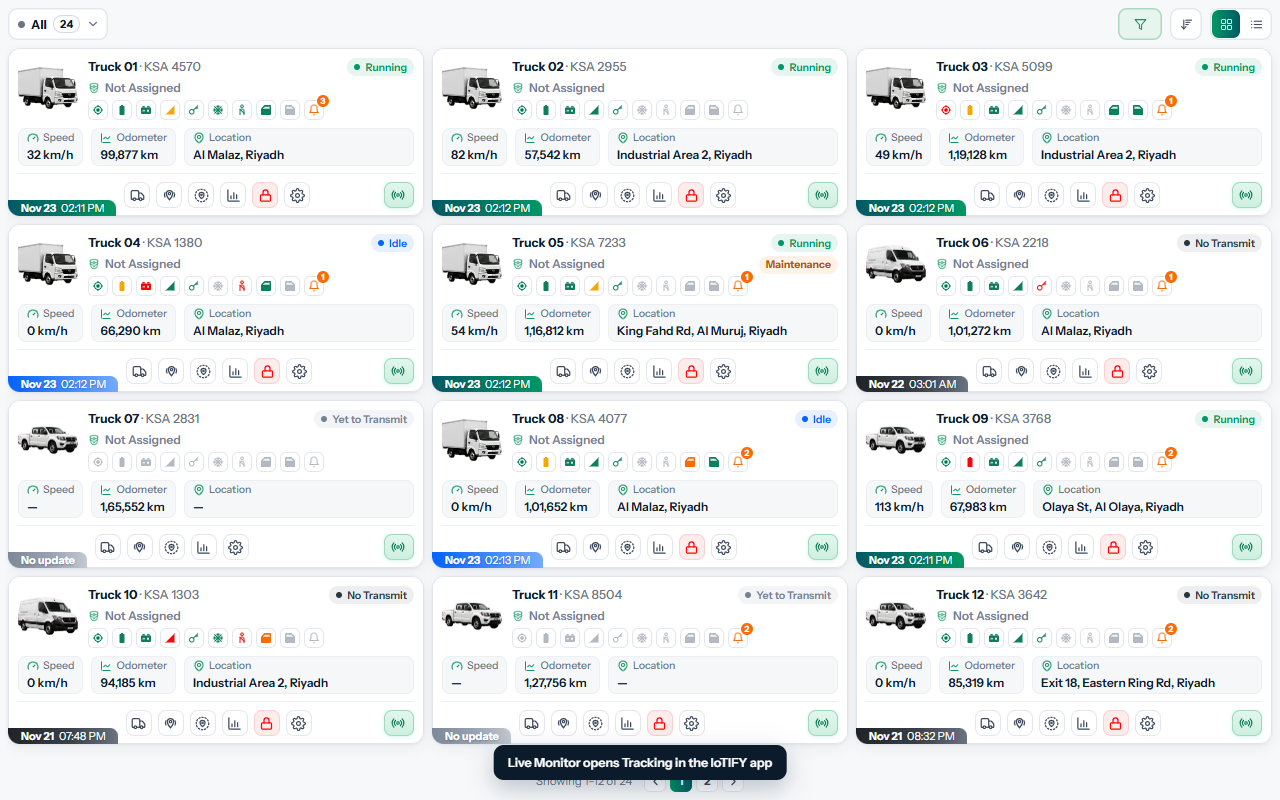 All 24
Truck 01 · KSA 4570 Running
Not Assigned
3
Speed Odometer Location
32 km/h 99,877 km Al Malaz, Riyadh
Nov 23 02:11 PM
Truck 02 · KSA 2955 Running
Not Assigned
Speed Odometer Location
82 km/h 57,542 km Industrial Area 2, Riyadh
Nov 23 02:12 PM
Truck 03 · KSA 5099 Running
Not Assigned
1
Speed Odometer Location
49 km/h 1,19,128 km Industrial Area 2, Riyadh
Nov 23 02:12 PM
Truck 04 · KSA 1380 Idle
Not Assigned
1
Speed Odometer Location
0 km/h 66,290 km Al Malaz, Riyadh
Nov 23 02:12 PM
Truck 05 · KSA 7233 Running
Not Assigned Maintenance
1
Speed Odometer Location
54 km/h 1,16,812 km King Fahd Rd, Al Muruj, Riyadh
Nov 23 02:12 PM
Truck 06 · KSA 2218 No Transmit
Not Assigned
1
Speed Odometer Location
0 km/h 1,01,272 km Al Malaz, Riyadh
Nov 22 03:01 AM
Truck 07 · KSA 2831 Yet to Transmit
Not Assigned
Speed Odometer Location
— 1,65,552 km —
No update
Truck 08 · KSA 4077 Idle
Not Assigned
2
Speed Odometer Location
0 km/h 1,01,652 km Al Malaz, Riyadh
Nov 23 02:13 PM
Truck 09 · KSA 3768 Running
Not Assigned
2
Speed Odometer Location
113 km/h 67,983 km Olaya St, Al Olaya, Riyadh
Nov 23 02:11 PM
Truck 10 · KSA 1303 No Transmit
Not Assigned
Speed Odometer Location
0 km/h 94,185 km Industrial Area 2, Riyadh
Nov 21 07:48 PM
Truck 11 · KSA 8504 Yet to Transmit
Not Assigned
2
Speed Odometer Location
— 1,27,756 km —
No update
Truck 12 · KSA 3642 No Transmit
Not Assigned
2
Speed Odometer Location
0 km/h 85,319 km Exit 18, Eastern Ring Rd, Riyadh
Nov 21 08:32 PM
Live Monitor opens Tracking in the IoTIFY app
Showing 1–12 of 24 1 2